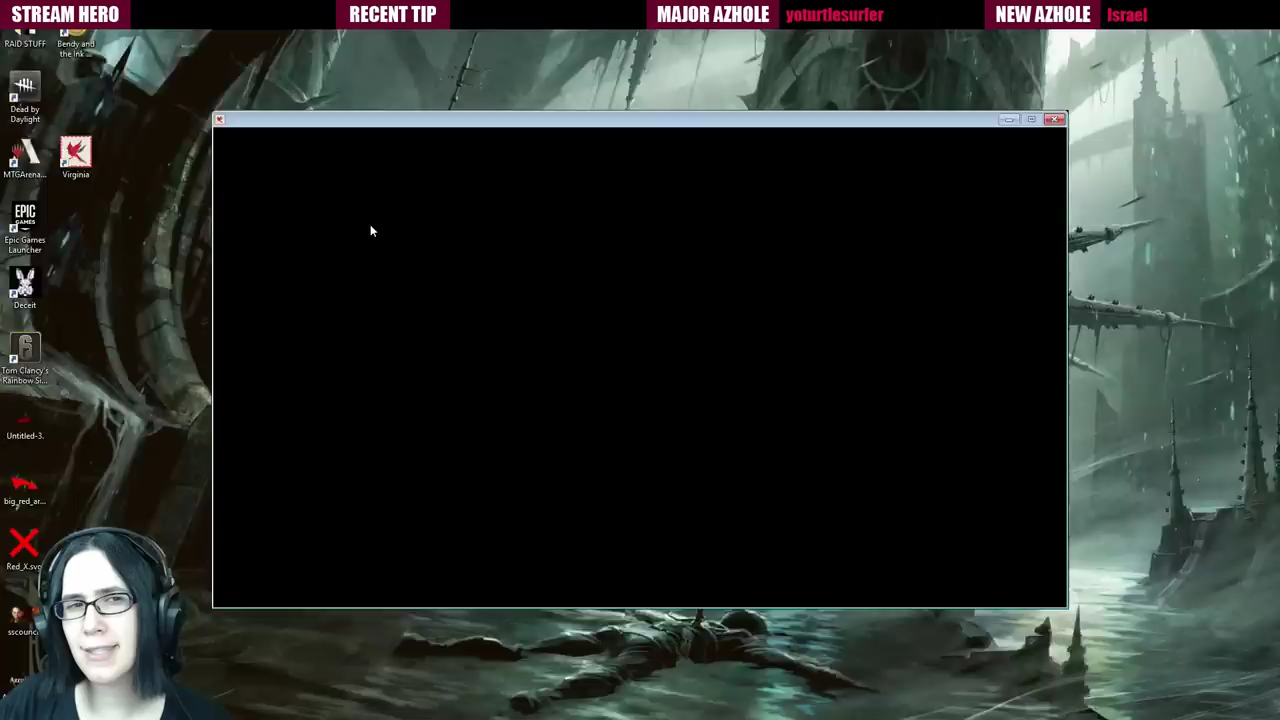 STREAM HERO
RECENT TIP
MAJOR AZHOLE
yoturtlesurfer
NEW AZHOLE
Israel
RAID STUFF
Bendy and
the Ink ...
Dead by
Daylight
MTGArena...
Virginia
EPIC
GAMES
Epic Games
Launcher
Deceit
6
Tom Clancy's
Rainbow Si...
Untitled-3.
big_red_ar...
Red_X.svg